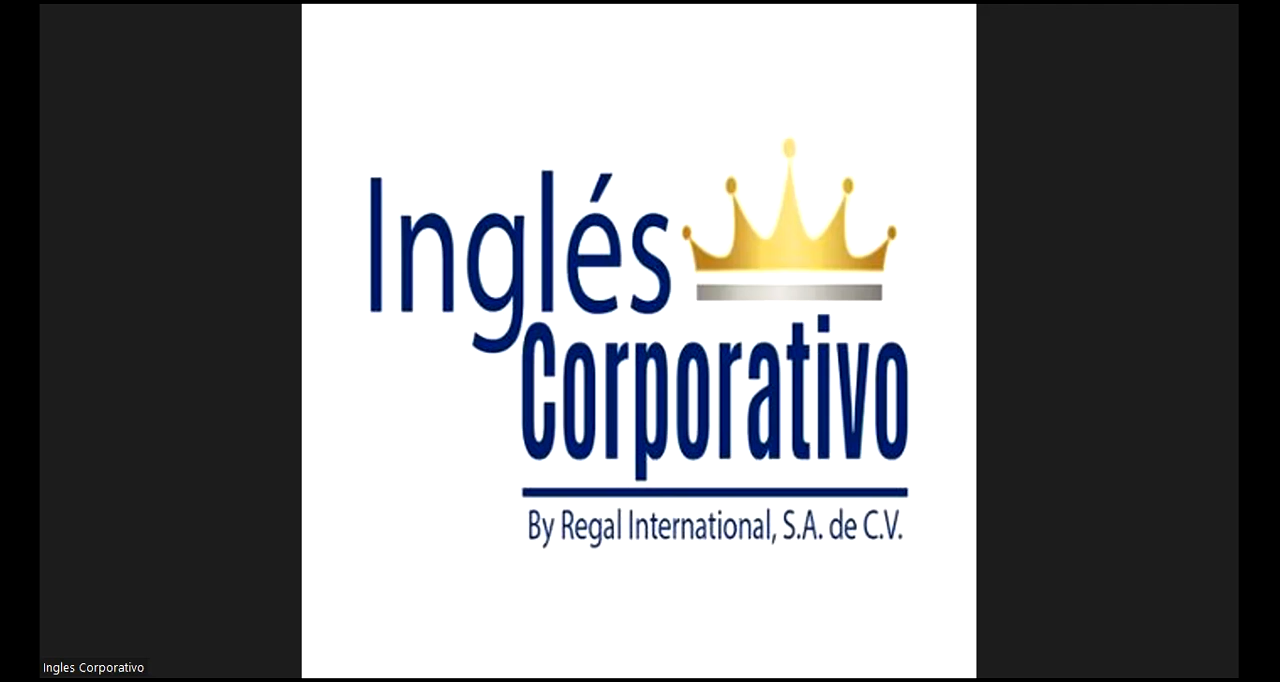 Inglés
Corporativo
By Regal International, S.A. de C.V.
Ingles Corporativo